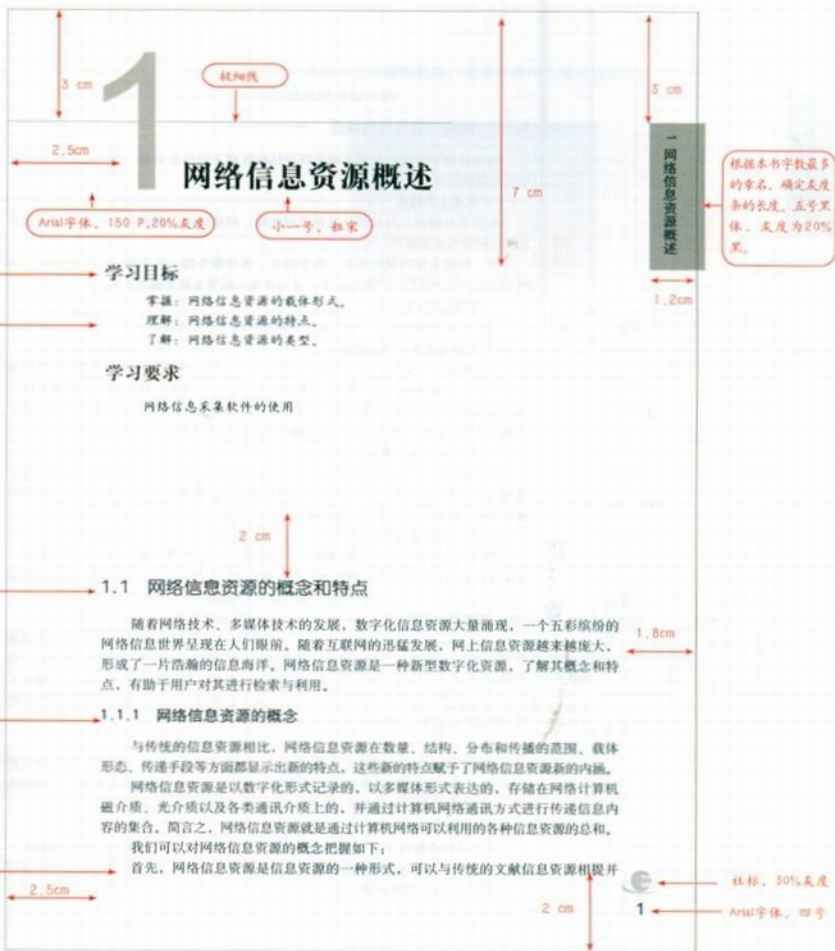 3 cm
3 cm
1
极细线
2.5cm
网络信息资源概述
7 cm
一 网络信息资源概述
根据本书字数最多
的章名，确定灰度
条的长度。五号黑
体，灰度为20%
黑。
Arial字体，150 P,20%灰度
小一号，粗宋
1.2cm
学习目标
掌握：网络信息资源的载体形式。
理解：网络信息资源的特点。
了解：网络信息资源的类型。
学习要求
网络信息采集软件的使用
2 cm
1.1 网络信息资源的概念和特点
随着网络技术、多媒体技术的发展，数字化信息资源大量涌现，一个五彩缤纷的
网络信息世界呈现在人们眼前。随着互联网的迅猛发展，网上信息资源越来越庞大，
形成了一片浩瀚的信息海洋。网络信息资源是一种新型数字化资源，了解其概念和特
点，有助于用户对其进行检索与利用。
1.8cm
1.1.1 网络信息资源的概念
与传统的信息资源相比，网络信息资源在数量、结构、分布和传播的范围、载体
形态、传递手段等方面都显示出新的特点，这些新的特点赋予了网络信息资源新的内涵。
网络信息资源是以数字化形式记录的，以多媒体形式表达的，存储在网络计算机
磁介质、光介质以及各类通讯介质上的，并通过计算机网络通讯方式进行传递信息内
容的集合。简言之，网络信息资源就是通过计算机网络可以利用的各种信息资源的总和。
我们可以对网络信息资源的概念把握如下：
首先，网络信息资源是信息资源的一种形式，可以与传统的文献信息资源相提并
2.5cm
2 cm
社标，30%灰度
1
Arial字体，四号